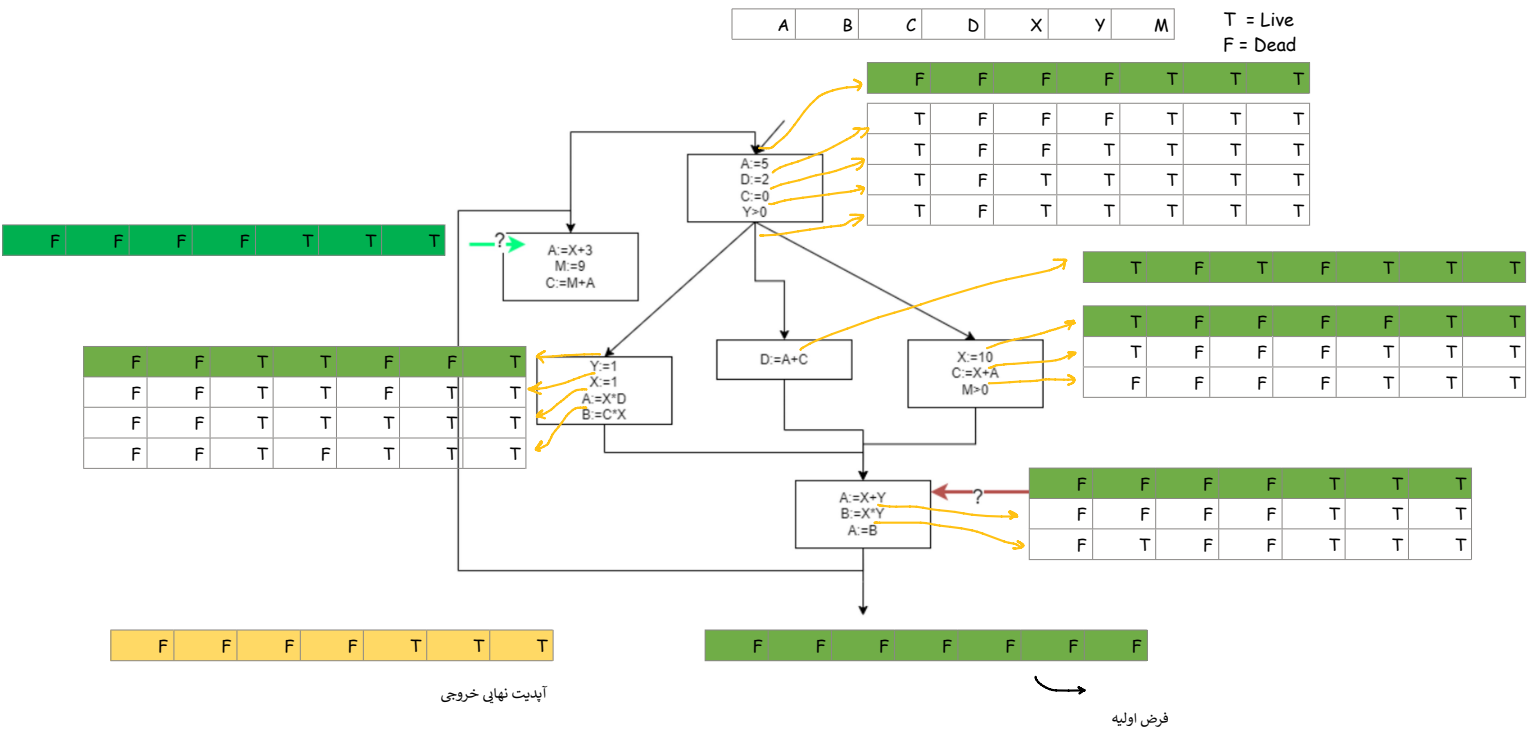 A B C D X Y M
T = Live
F = Dead
F F F F T T T
T F F F T T T
T F F T T T T
T F T T T T T
T F T T T T T
A:=5
D:=2
C:=0
Y>0
F F F F T T T
?
A:=X+3
M:=9
C:=M+A
T F T F T T T
T F F F F T T
T F F F T T T
F F F F T T T
D:=A+C
X:=10
C:=X+A
M>0
F F T T F F T
F F T T F T T
F F T T T T T
F F T F T T T
Y:=1
X:=1
A:=X*D
B:=C*X
A:=X+Y
B:=X*Y
A:=B
?
F F F F T T T
F F F F T T T
F T F F T T T
F F F F T T T
آپدیت نهایی خروجی
F F F F F F F
فرض اولیه